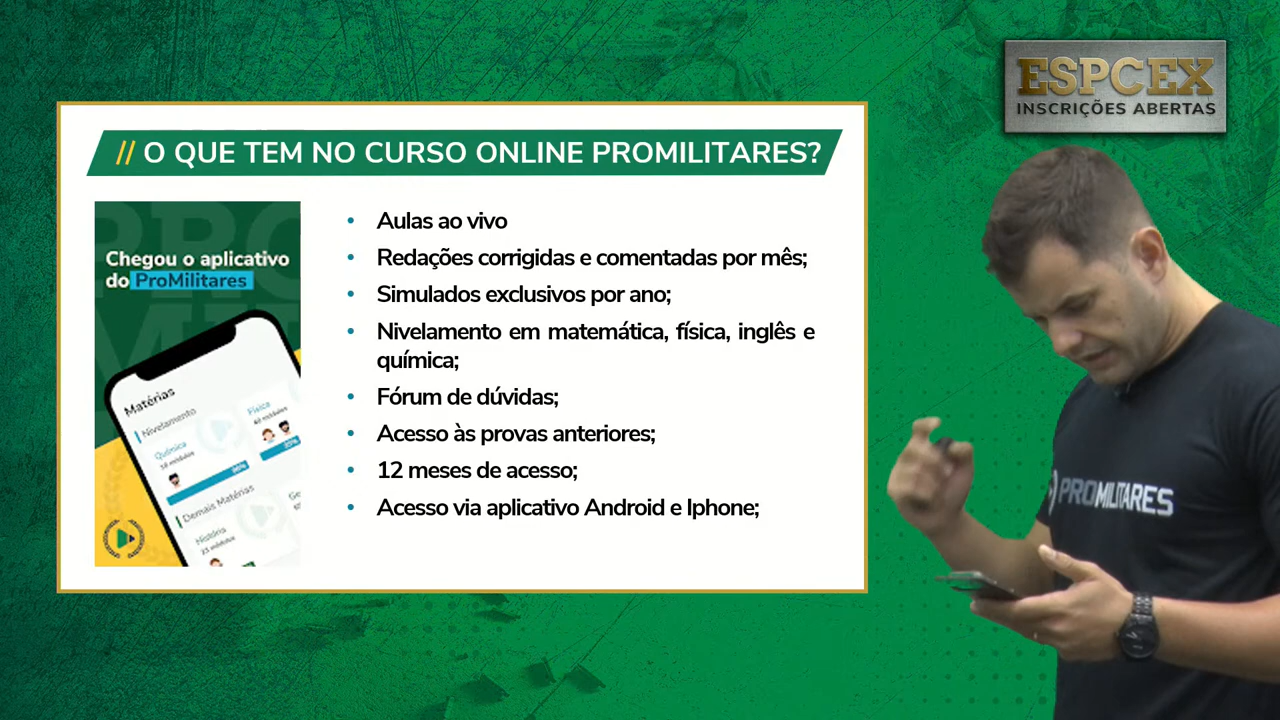 ESPCEX
INSCRIÇÕES ABERTAS
// O QUE TEM NO CURSO ONLINE PROMILITARES?
Chegou o aplicativo
do ProMilitares
Matérias
Nivelamento
Química
Física
Demais Matérias
História
• Aulas ao vivo
• Redações corrigidas e comentadas por mês;
• Simulados exclusivos por ano;
• Nivelamento em matemática, física, inglês e
química;
• Fórum de dúvidas;
• Acesso às provas anteriores;
• 12 meses de acesso;
• Acesso via aplicativo Android e Iphone;
PROMILITARES